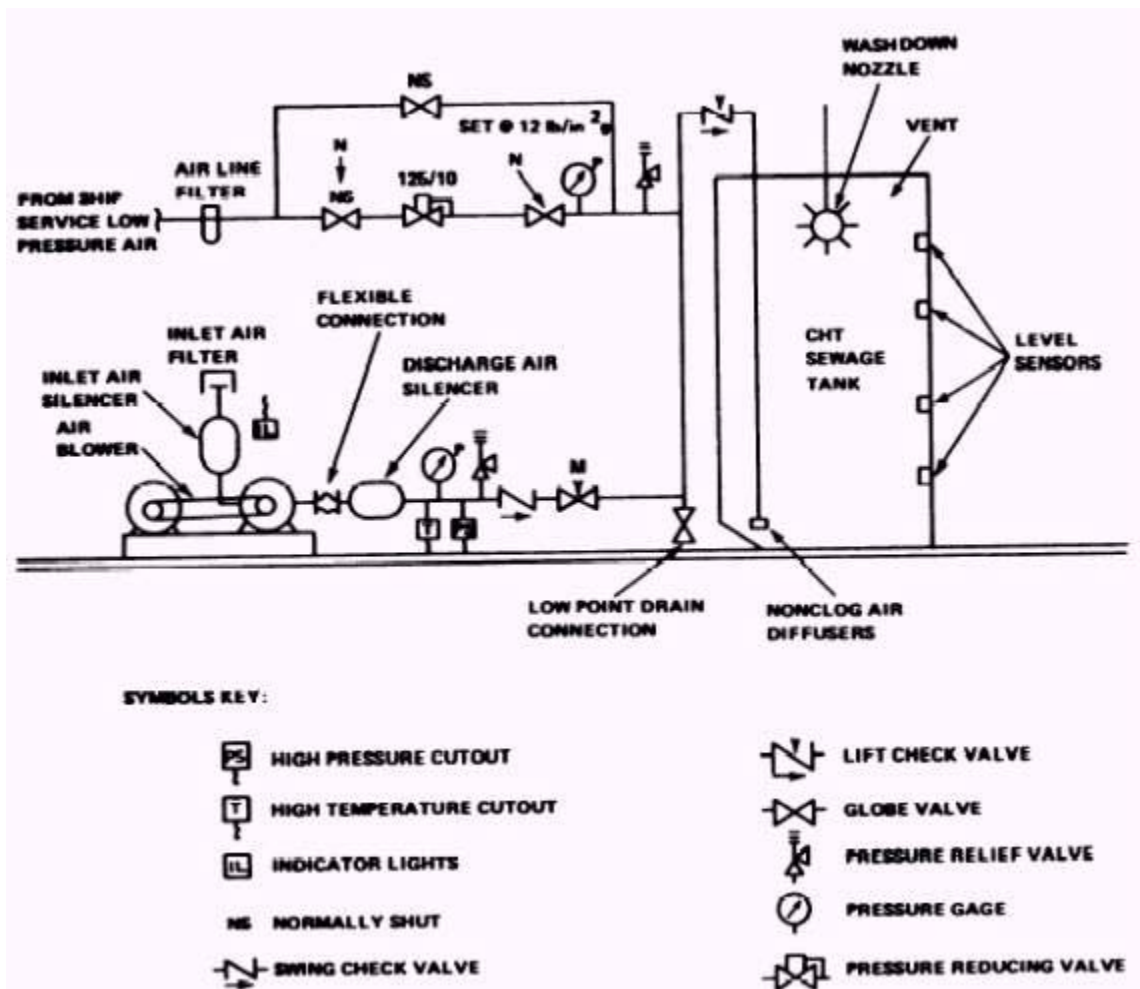 WASHDOWN
NOZZLE
VENT
NS
SET @ 12 lb/in ²g
N
NS
125/10
N
P
AIR LINE
FILTER
FROM SHIP
SERVICE LOW
PRESSURE AIR
FLEXIBLE
CONNECTION
INLET AIR
FILTER
INLET AIR
SILENCER
AIR
BLOWER
IL
DISCHARGE AIR
SILENCER
P
M
T
PS
CHT
SEWAGE
TANK
LEVEL
SENSORS
LOW POINT DRAIN
CONNECTION
NONCLOG AIR
DIFFUSERS
SYMBOLS KEY:
PS HIGH PRESSURE CUTOUT
T HIGH TEMPERATURE CUTOUT
IL INDICATOR LIGHTS
NS NORMALLY SHUT
SWING CHECK VALVE
LIFT CHECK VALVE
GLOBE VALVE
PRESSURE RELIEF VALVE
PRESSURE GAGE
PRESSURE REDUCING VALVE